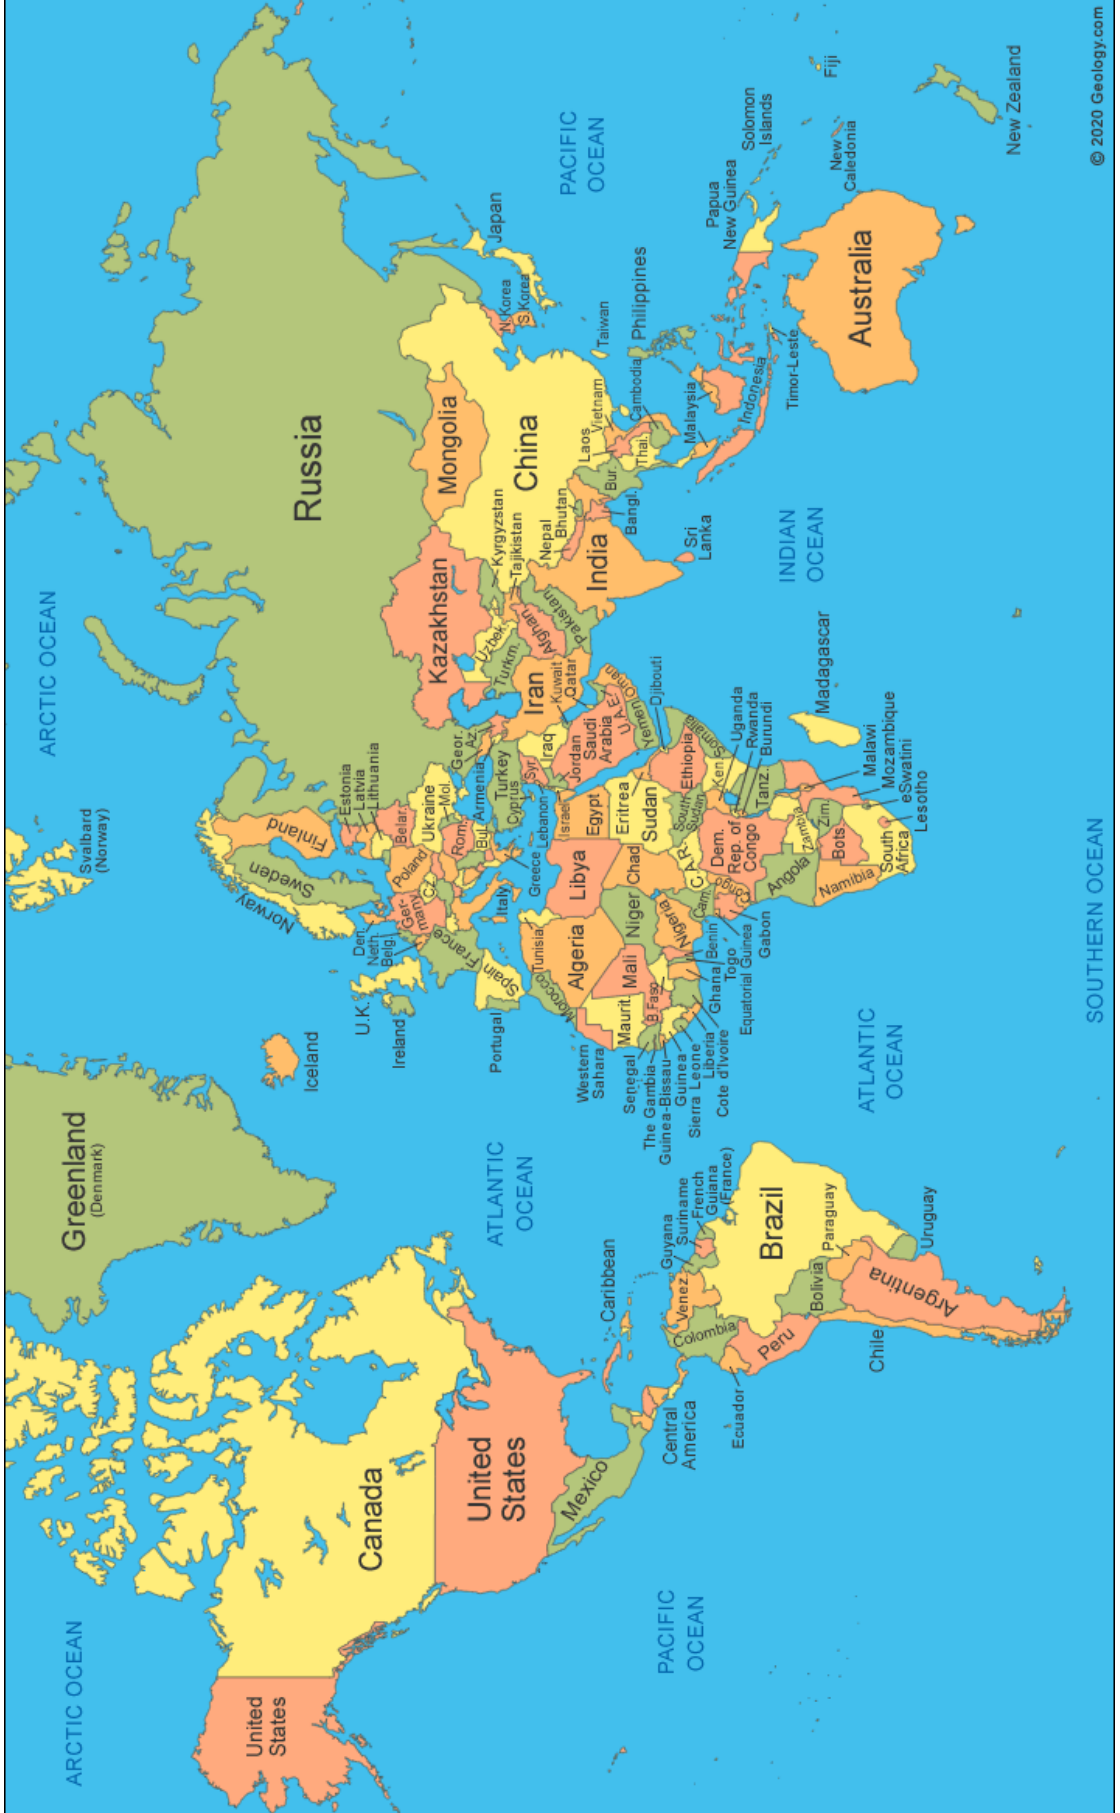 ARCTIC OCEAN
ARCTIC OCEAN
Svalbard
(Norway)
Greenland
(Denmark)
United
States
Canada
Iceland
Norway
Sweden
Finland
Russia
United
States
U.K.
Ireland
Den.
Neth.
Belg.
Ger-
many
Poland
Estonia
Latvia
Lithuania
Belar.
Ukraine
Mol.
CZ.
Rom.
Bul.
France
Spain
Portugal
Italy
Greece
Kazakhstan
Mongolia
Geor.
Az.
Armenia
Turkey
Cyprus
Syr.
Lebanon
Israel
Jordan
Iraq
Iran
Kuwait
Qatar
Uzbek.
Turkm.
Kyrgyzstan
Tajikistan
Afghan.
Pakistan
China
N.Korea
S.Korea
Japan
ATLANTIC
OCEAN
PACIFIC
OCEAN
Mexico
Caribbean
Central
America
Morocco
Tunisia
Algeria
Libya
Egypt
Western
Sahara
Saudi
Arabia
U.A.E.
Oman
Yemen
Nepal
Bhutan
India
Bangl.
Bur.
Laos
Vietnam
Thai.
Cambodia
Taiwan
Philippines
Maurit.
Mali
Niger
Chad
Sudan
Eritrea
Djibouti
Senegal
The Gambia
Guinea-Bissau
Guinea
Sierra Leone
Liberia
Cote d'Ivoire
B.Faso
Ghana
Togo
Benin
Nigeria
Cam.
C.A.R.
South
Sudan
Ethiopia
Somalia
Equatorial Guinea
Gabon
Congo
Dem.
Rep. of
Congo
Ken.
Uganda
Rwanda
Burundi
Tanz.
Sri
Lanka
Malaysia
Indonesia
Timor-Leste
Papua
New Guinea
Solomon
Islands
PACIFIC
OCEAN
Venez.
Guyana
Suriname
French
Guiana
(France)
Colombia
Ecuador
Peru
Brazil
Bolivia
Paraguay
Chile
Argentina
Uruguay
ATLANTIC
OCEAN
Angola
Zambia
Zim.
Namibia
Bots
South
Africa
Malawi
Mozambique
eSwatini
Lesotho
Madagascar
INDIAN
OCEAN
Australia
New
Caledonia
Fiji
New Zealand
SOUTHERN OCEAN
© 2020 Geology.com